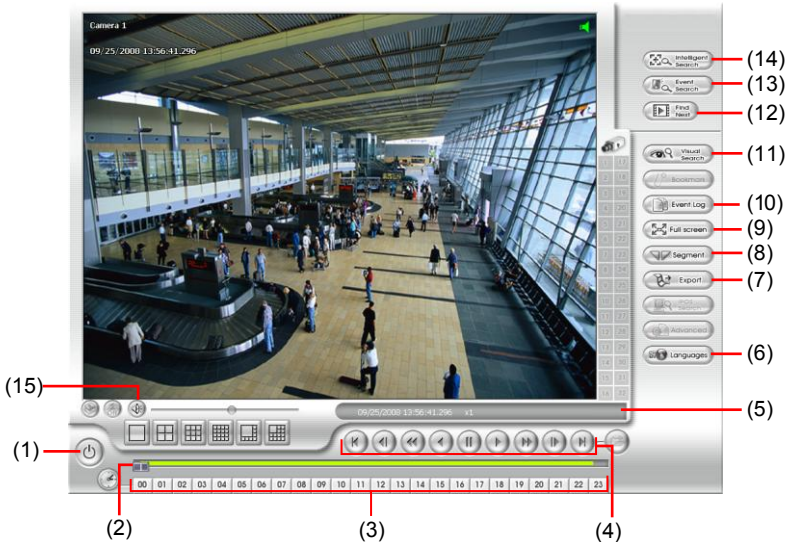 Camera 1
09/25/2008 13:56:41.296
Intelligent Search
(14)
Event Search
(13)
Find Next
(12)
Visual Search
(11)
Bookmark
Event Log
(10)
Full screen
(9)
Segment
(8)
Export
(7)
Advanced
Languages
(6)
(15)
09/25/2008 13:56:41.296 x1
(5)
(1)
00 01 02 03 04 05 06 07 08 09 10 11 12 13 14 15 16 17 18 19 20 21 22 23
(2)
(3)
(4)